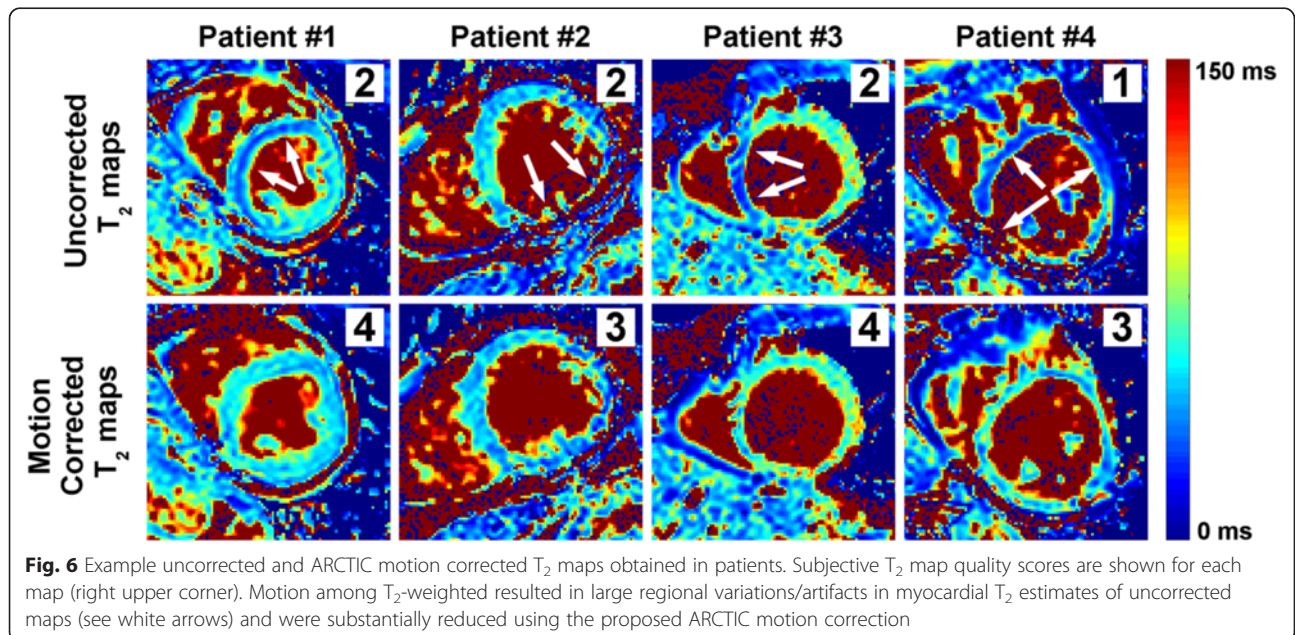 Patient #1 Patient #2 Patient #3 Patient #4
Uncorrected
T2 maps
2 2 2 1
150 ms
Motion
Corrected
T2 maps
4 3 4 3
0 ms
Fig. 6 Example uncorrected and ARCTIC motion corrected T2 maps obtained in patients. Subjective T2 map quality scores are shown for each
map (right upper corner). Motion among T2-weighted resulted in large regional variations/artifacts in myocardial T2 estimates of uncorrected
maps (see white arrows) and were substantially reduced using the proposed ARCTIC motion correction